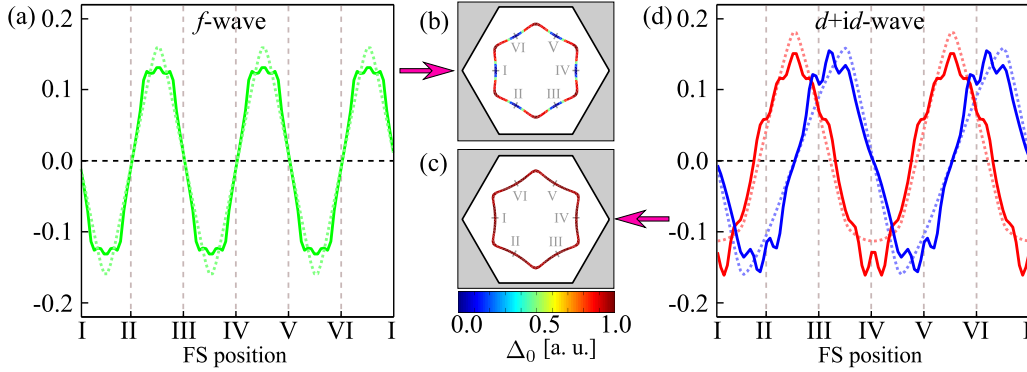 (a)
f-wave
0.2
0.1
0.0
-0.1
-0.2
I II III IV V VI I
FS position
(b)
VI V
I IV
II III
(c)
VI V
I IV
II III
0.0 0.5 1.0
Δ₀ [a. u.]
(d)
d+id-wave
0.2
0.1
0.0
-0.1
-0.2
I II III IV V VI I
FS position